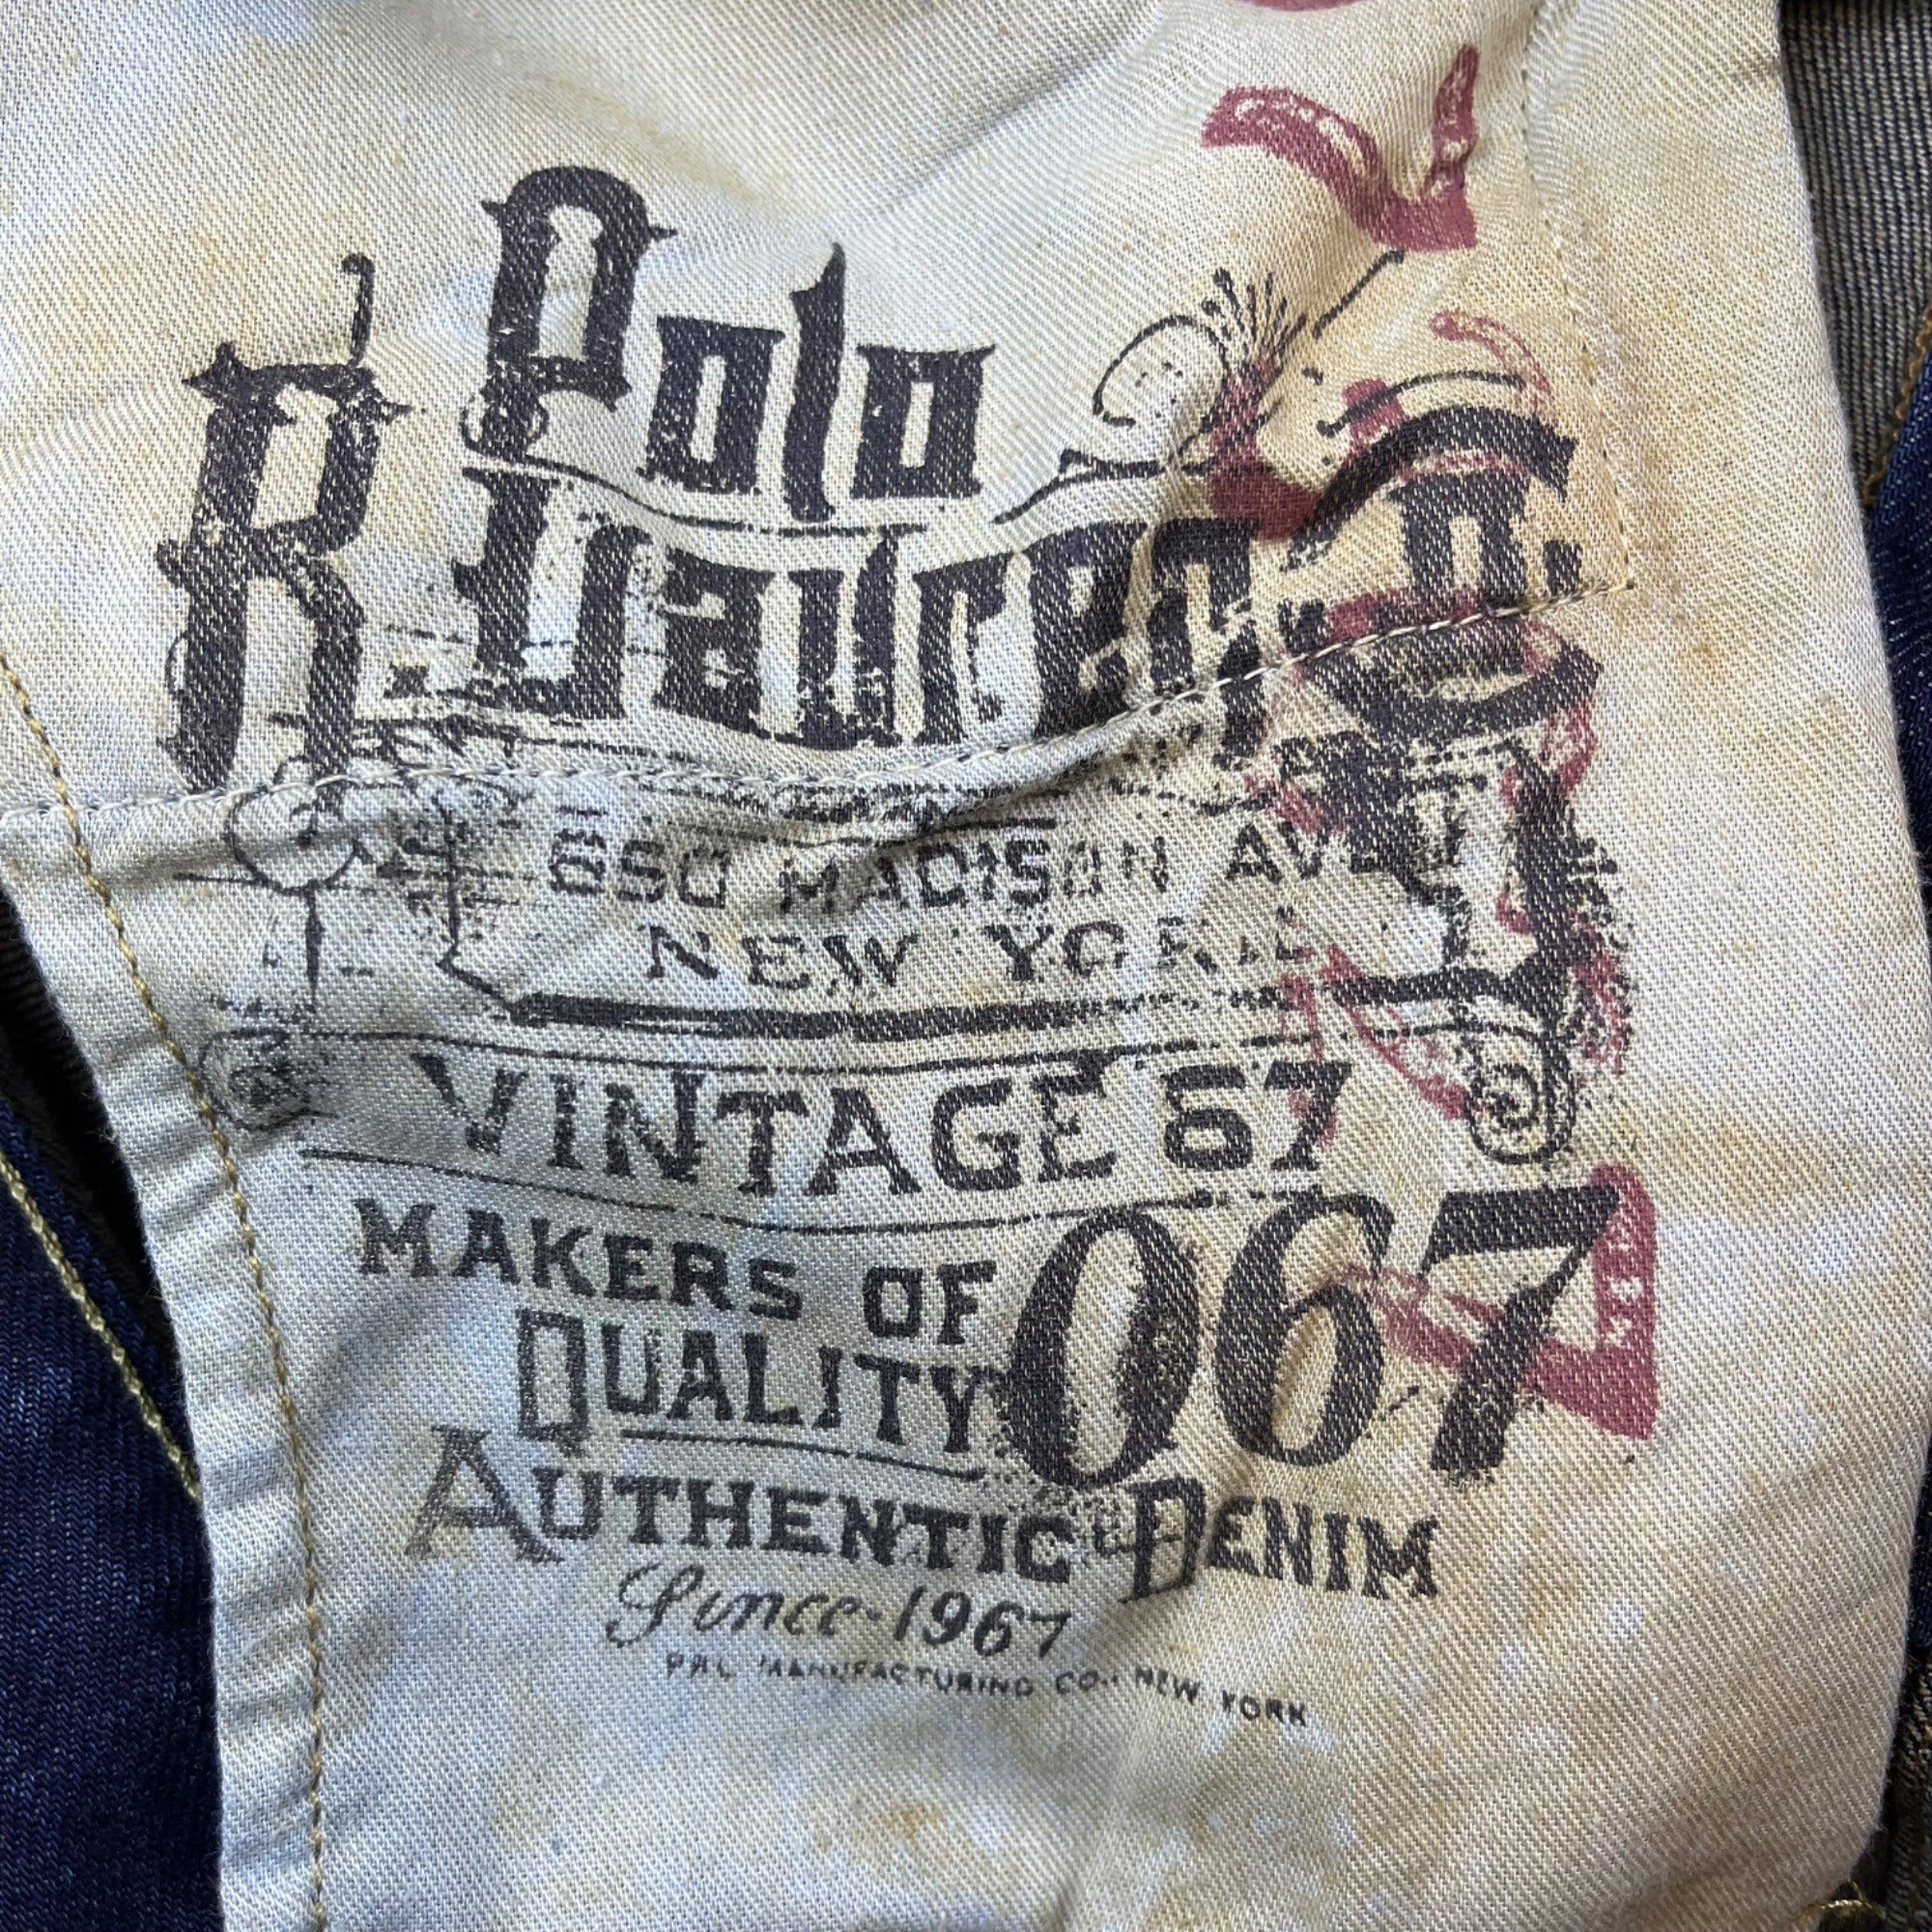 Polo
R. Lauren
650 MADISON AVE
NEW YORK
VINTAGE 67
MAKERS OF
QUALITY
067
AUTHENTIC DENIM
Since 1967
PRL MANUFACTURING CO., NEW YORK